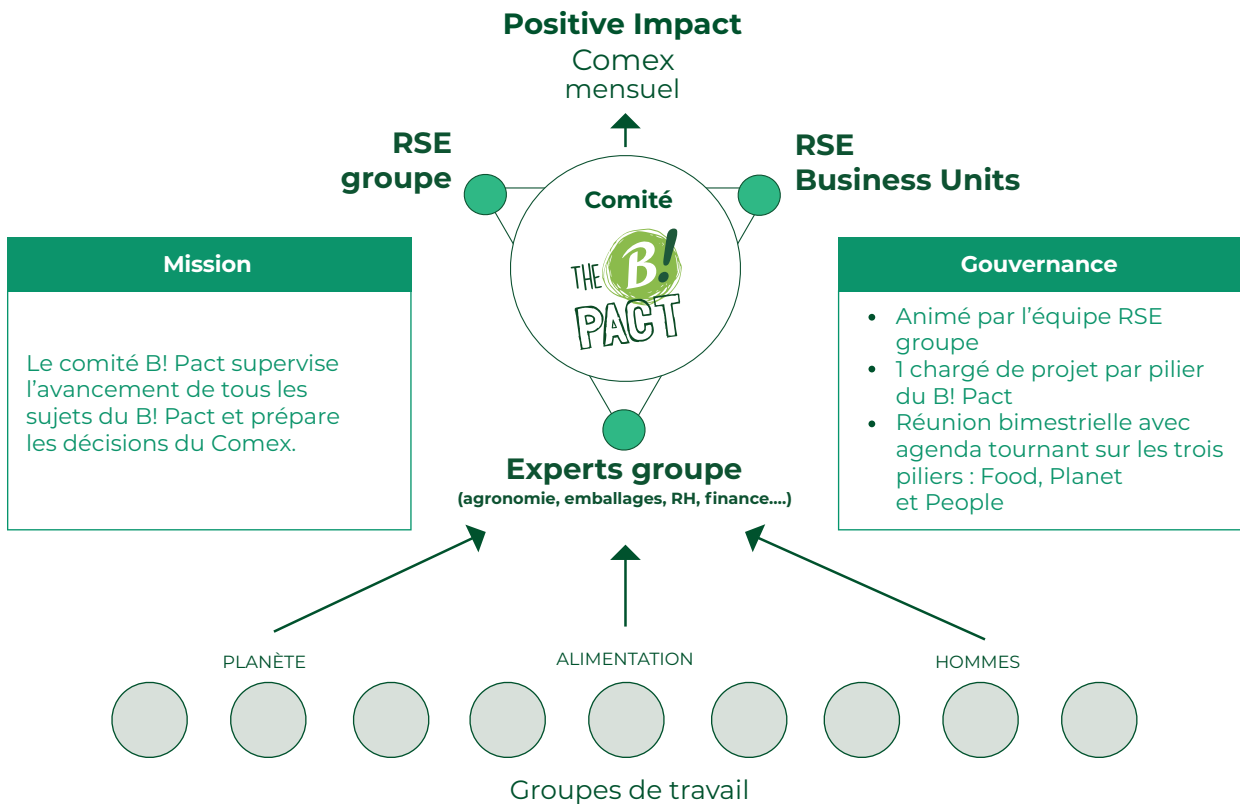 Positive Impact
Comex
mensuel
RSE
groupe
RSE
Business Units
Comité
THE B!
PACT
Mission
Le comité B! Pact supervise
l’avancement de tous les
sujets du B! Pact et prépare
les décisions du Comex.
Gouvernance
• Animé par l’équipe RSE
groupe
• 1 chargé de projet par pilier
du B! Pact
• Réunion bimestrielle avec
agenda tournant sur les trois
piliers : Food, Planet
et People
Experts groupe
(agronomie, emballages, RH, finance....)
PLANÈTE
ALIMENTATION
HOMMES
Groupes de travail